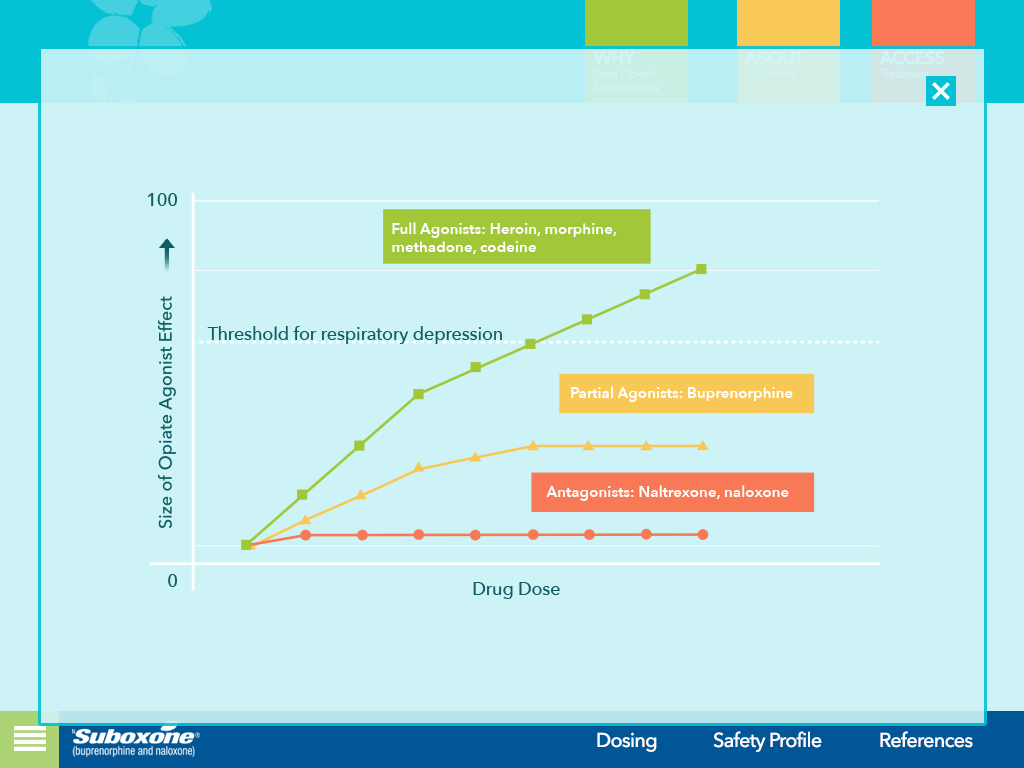 WHY
Treat Opioid
Dependence
ABOUT
Suboxone
ACCESS
Treatment
100
Full Agonists: Heroin, morphine,
methadone, codeine
Threshold for respiratory depression
Size of Opiate Agonist Effect
Partial Agonists: Buprenorphine
Antagonists: Naltrexone, naloxone
0
Drug Dose
Suboxone®
(buprenorphine and naloxone)
Dosing
Safety Profile
References